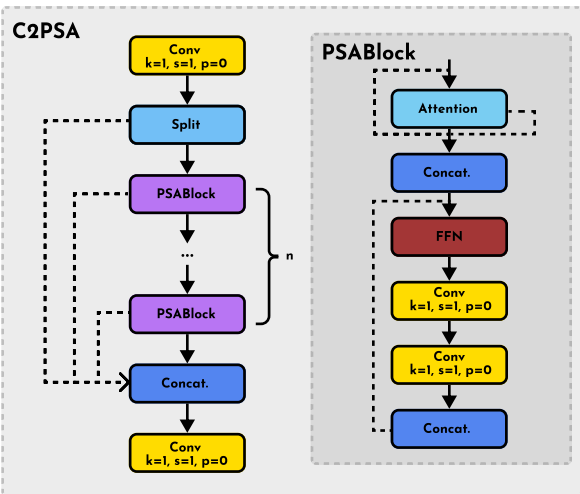 C2PSA
Conv
k=1, s=1, p=0
Split
PSABlock
...
n
PSABlock
Concat.
Conv
k=1, s=1, p=0
PSABlock
Attention
Concat.
FFN
Conv
k=1, s=1, p=0
Conv
k=1, s=1, p=0
Concat.